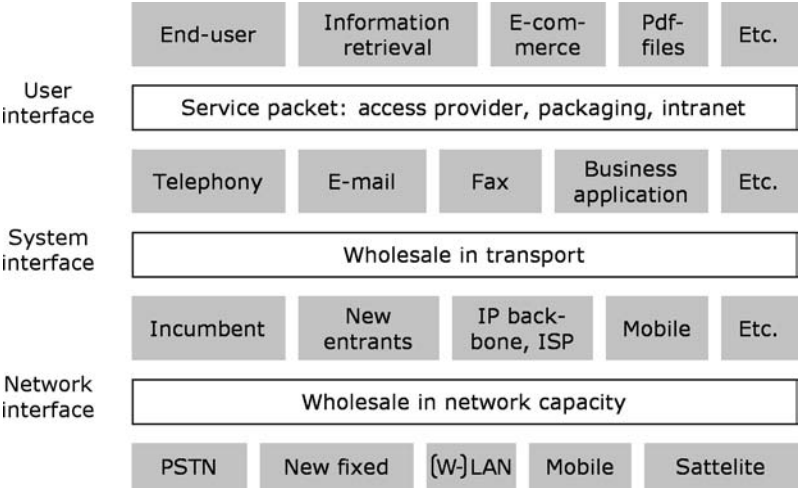 End-user
Information
retrieval
E-com-
merce
Pdf-
files
Etc.
User
interface
Service packet: access provider, packaging, intranet
Telephony
E-mail
Fax
Business
application
Etc.
System
interface
Wholesale in transport
Incumbent
New
entrants
IP back-
bone, ISP
Mobile
Etc.
Network
interface
Wholesale in network capacity
PSTN
New fixed
(W-)LAN
Mobile
Sattelite